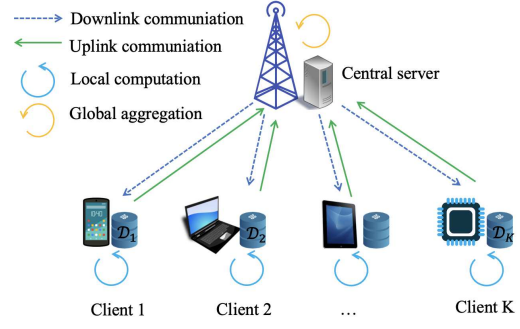 Downlink communiation
Uplink communiation
Local computation
Global aggregation
Central server
𝒟1
𝒟2
𝒟K
Client 1
Client 2
...
Client K